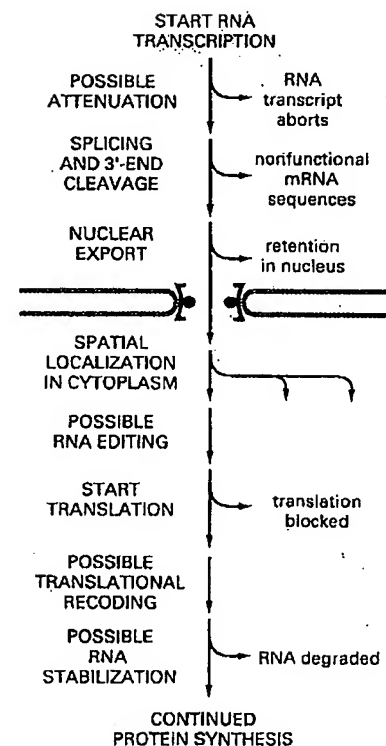 START RNA
TRANSCRIPTION
POSSIBLE
ATTENUATION
RNA
transcript
aborts
SPLICING
AND 3'-END
CLEAVAGE
nonfunctional
mRNA
sequences
NUCLEAR
EXPORT
retention
in nucleus
SPATIAL
LOCALIZATION
IN CYTOPLASM
POSSIBLE
RNA EDITING
START
TRANSLATION
translation
blocked
POSSIBLE
TRANSLATIONAL
RECODING
POSSIBLE
RNA
STABILIZATION
RNA degraded
CONTINUED
PROTEIN SYNTHESIS